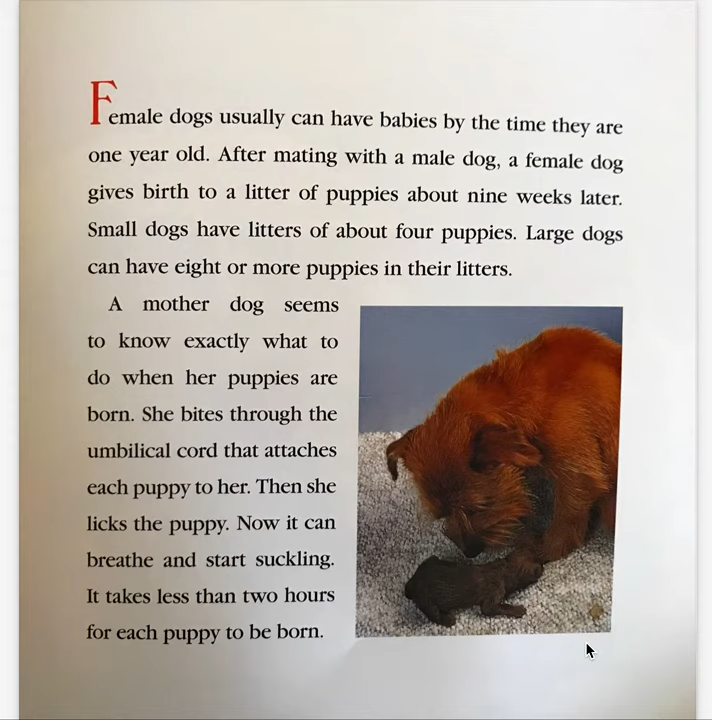 Female dogs usually can have babies by the time they are
one year old. After mating with a male dog, a female dog
gives birth to a litter of puppies about nine weeks later.
Small dogs have litters of about four puppies. Large dogs
can have eight or more puppies in their litters.
A mother dog seems
to know exactly what to
do when her puppies are
born. She bites through the
umbilical cord that attaches
each puppy to her. Then she
licks the puppy. Now it can
breathe and start suckling.
It takes less than two hours
for each puppy to be born.